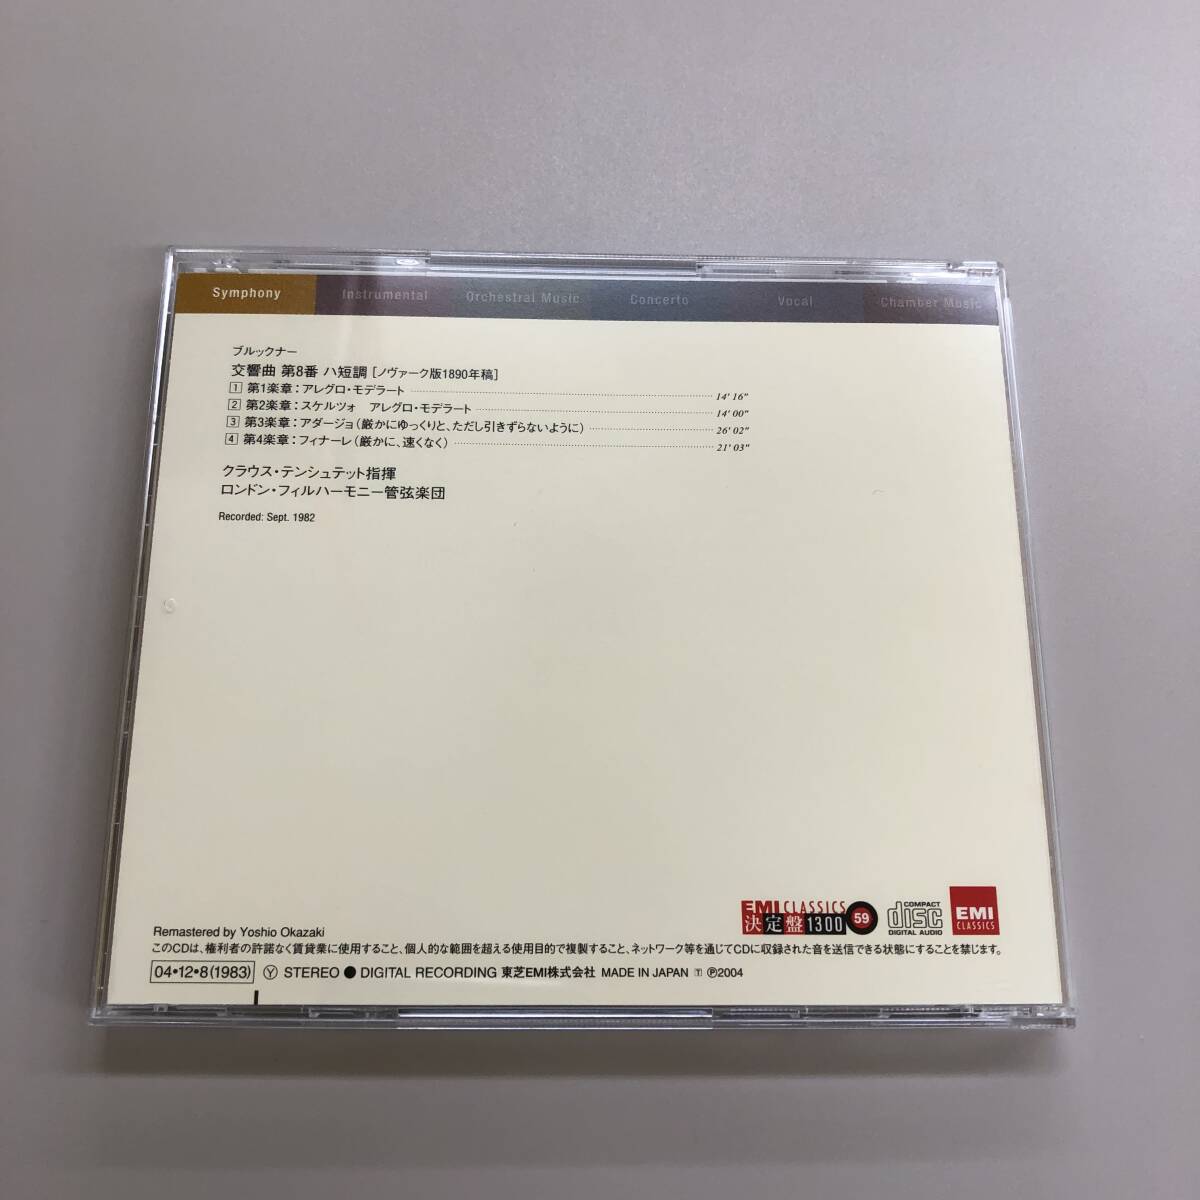 Symphony Instrumental Orchestral Music Concerto Vocal Chamber Music
ブルックナー
交響曲 第8番 ハ短調 [ノヴァーク版1890年稿]
1 第1楽章：アレグロ・モデラート 14' 16"
2 第2楽章：スケルツォ アレグロ・モデラート 14' 00"
3 第3楽章：アダージョ（厳かにゆっくりと、ただし引きずらないように） 26' 02"
4 第4楽章：フィナーレ（厳かに、速くなく） 21' 03"
クラウス・テンシュテット指揮
ロンドン・フィルハーモニー管弦楽団
Recorded: Sept. 1982
EMI CLASSICS
決定盤 1300
59
COMPACT
disc
DIGITAL AUDIO
EMI
CLASSICS
Remastered by Yoshio Okazaki
このCDは、権利者の許諾なく賃貸業に使用すること、個人的な範囲を超える使用目的で複製すること、ネットワーク等を通じてCDに収録された音を送信できる状態にすることを禁じます。
04•12•8(1983) Ⓨ STEREO ● DIGITAL RECORDING 東芝EMI株式会社 MADE IN JAPAN Ⓣ ℗2004